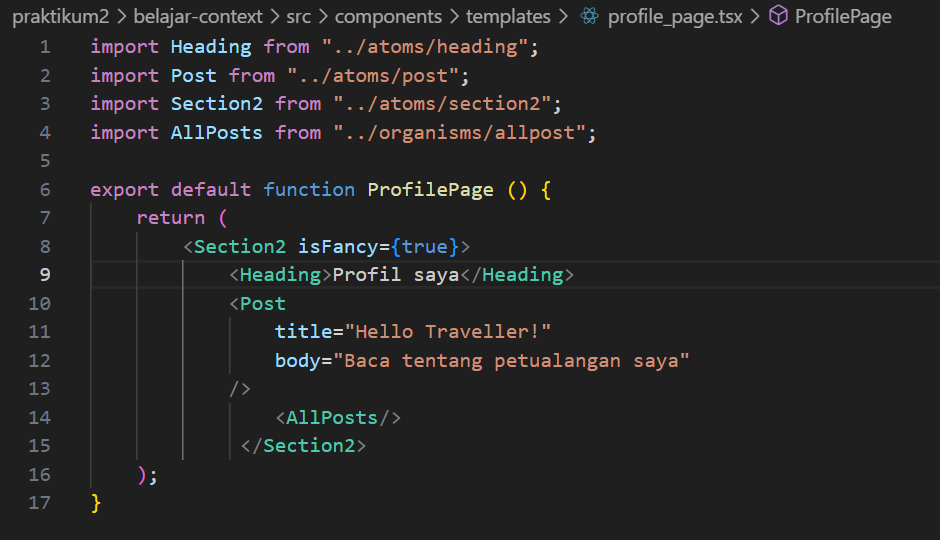 praktikum2 > belajar-context > src > components > templates > profile_page.tsx > ProfilePage
1 import Heading from "../atoms/heading";
2 import Post from "../atoms/post";
3 import Section2 from "../atoms/section2";
4 import AllPosts from "../organisms/allpost";
5
6 export default function ProfilePage () {
7     return (
8         <Section2 isFancy={true}>
9             <Heading>Profil saya</Heading>
10             <Post
11                 title="Hello Traveller!"
12                 body="Baca tentang petualangan saya"
13             />
14                 <AllPosts/>
15              </Section2>
16     );
17 }